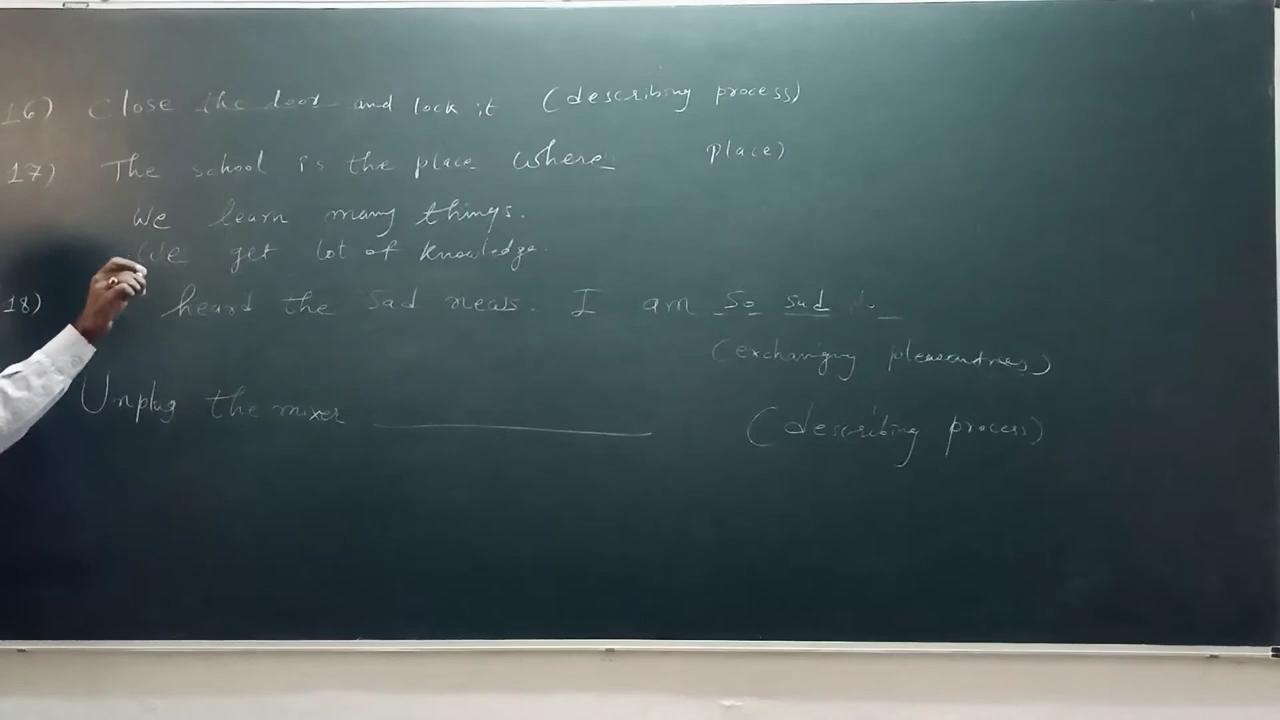 16) Close the door and lock it (describing process)
17) The school is the place where place)
We learn many things.
We get lot of knowledge.
18) heard the sad news. I am so sad
(exchanging pleasantries)
Unplug the mixer __________ (describing process)